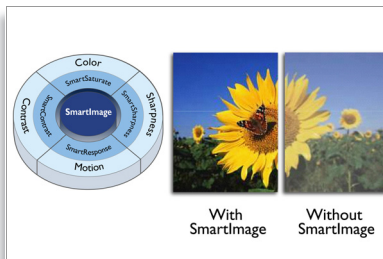 Color
SmartSaturate
Contrast
SmartContrast
SmartImage
SmartSharpness
Sharpness
SmartResponse
Motion
With
SmartImage
Without
SmartImage